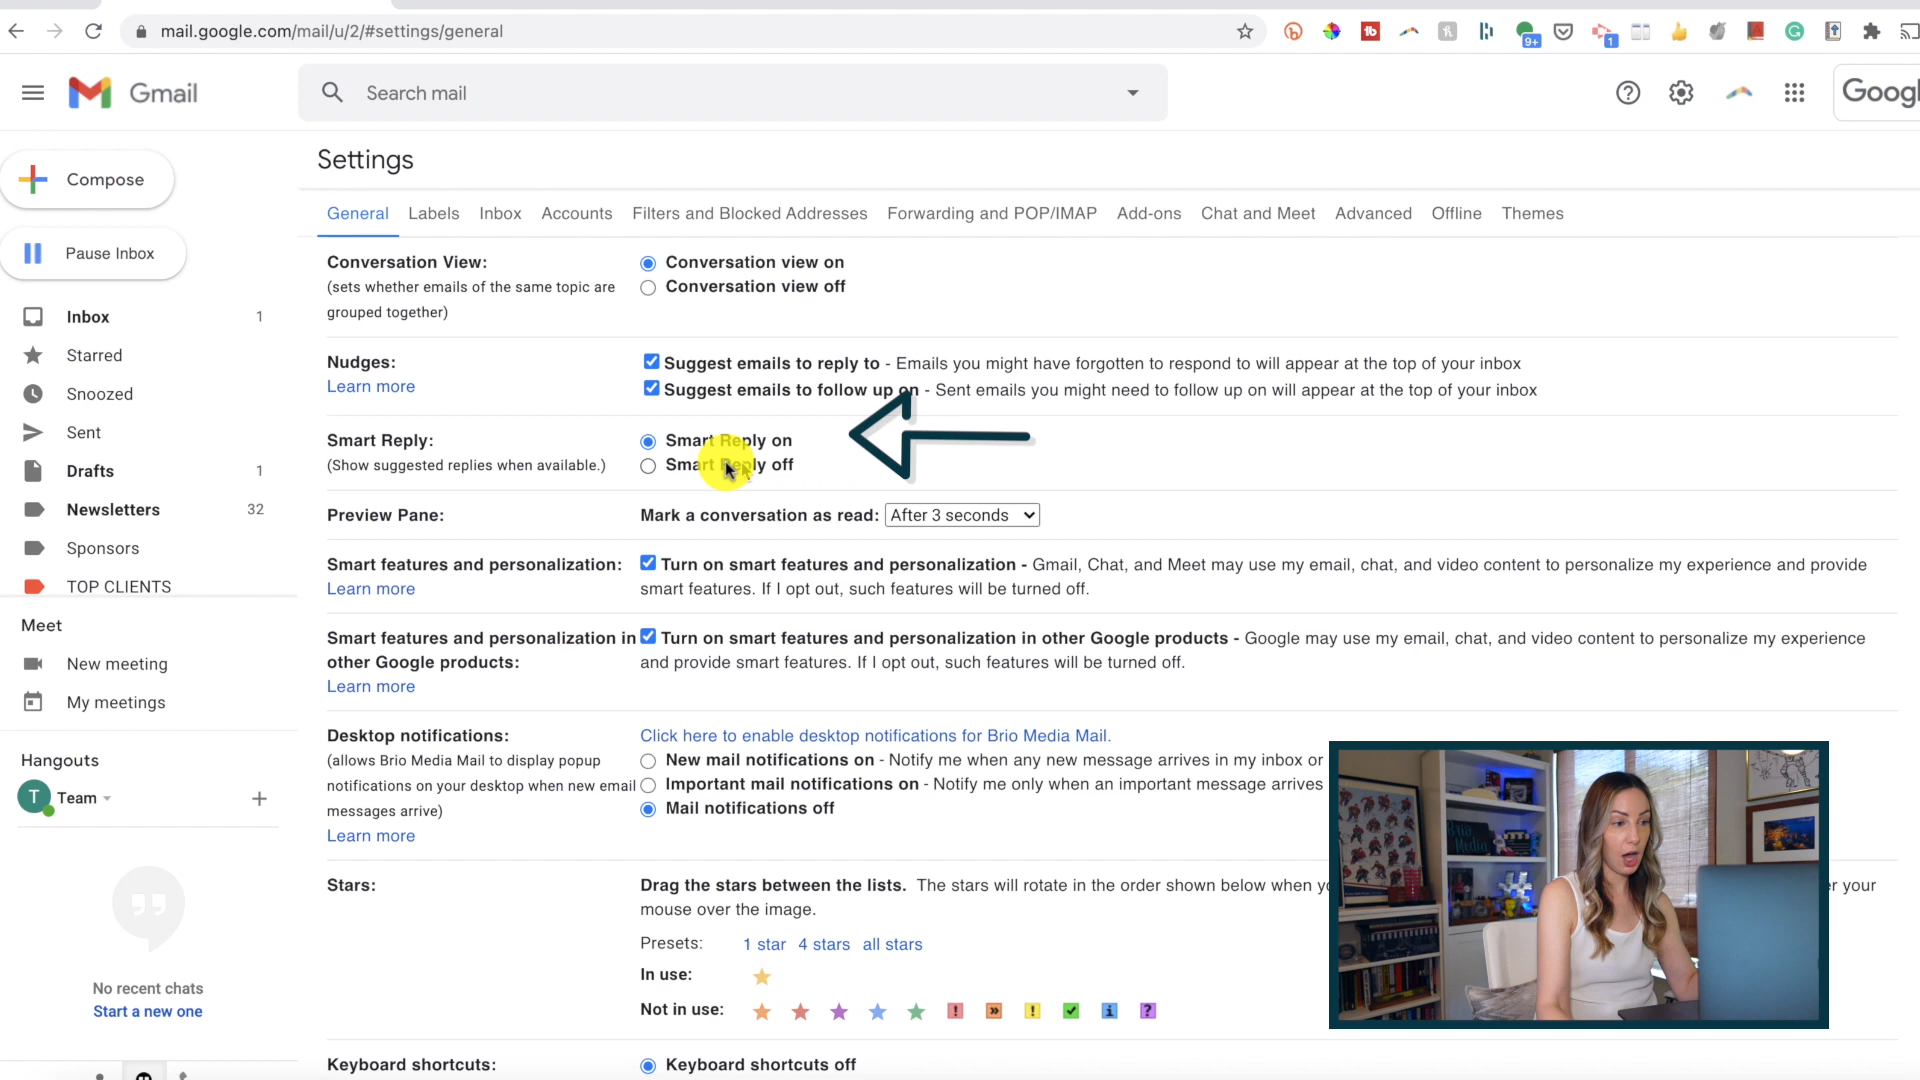 mail.google.com/mail/u/2/#settings/general
9+
1
Gmail
Search mail
Googl
Compose
Pause Inbox
Inbox 1
Starred
Snoozed
Sent
Drafts 1
Newsletters 32
Sponsors
TOP CLIENTS
Meet
New meeting
My meetings
Hangouts
T Team
No recent chats
Start a new one
Settings
General Labels Inbox Accounts Filters and Blocked Addresses Forwarding and POP/IMAP Add-ons Chat and Meet Advanced Offline Themes
Conversation View:
(sets whether emails of the same topic are
grouped together)
Conversation view on
Conversation view off
Nudges:
Learn more
Suggest emails to reply to - Emails you might have forgotten to respond to will appear at the top of your inbox
Suggest emails to follow up on - Sent emails you might need to follow up on will appear at the top of your inbox
Smart Reply:
(Show suggested replies when available.)
Smart Reply on
Smart Reply off
Preview Pane:
Mark a conversation as read: After 3 seconds
Smart features and personalization:
Learn more
Turn on smart features and personalization - Gmail, Chat, and Meet may use my email, chat, and video content to personalize my experience and provide
smart features. If I opt out, such features will be turned off.
Smart features and personalization in
other Google products:
Learn more
Turn on smart features and personalization in other Google products - Google may use my email, chat, and video content to personalize my experience
and provide smart features. If I opt out, such features will be turned off.
Desktop notifications:
(allows Brio Media Mail to display popup
notifications on your desktop when new email
messages arrive)
Learn more
Click here to enable desktop notifications for Brio Media Mail.
New mail notifications on - Notify me when any new message arrives in my inbox or
Important mail notifications on - Notify me only when an important message arrives
Mail notifications off
Brio
Media
Stars:
Drag the stars between the lists. The stars will rotate in the order shown below when yo
r your
mouse over the image.
Presets: 1 star 4 stars all stars
In use:
Not in use:
Keyboard shortcuts:
Keyboard shortcuts off